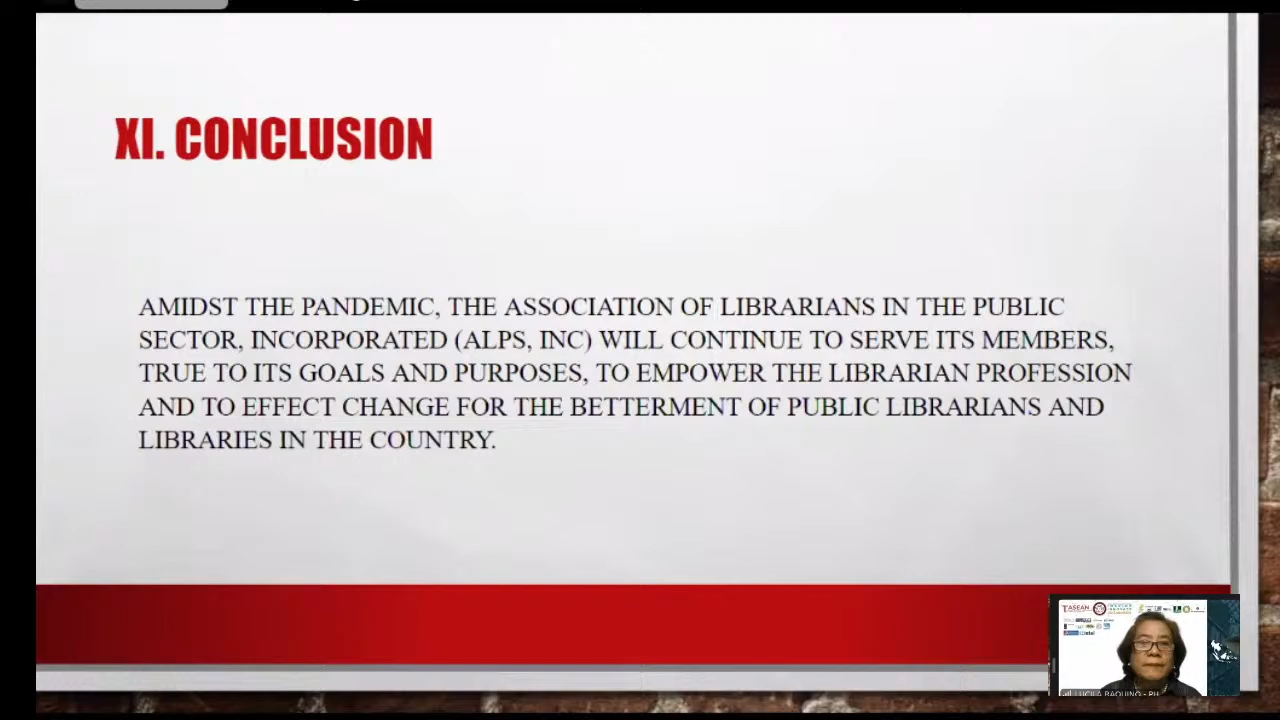 XI. CONCLUSION
AMIDST THE PANDEMIC, THE ASSOCIATION OF LIBRARIANS IN THE PUBLIC
SECTOR, INCORPORATED (ALPS, INC) WILL CONTINUE TO SERVE ITS MEMBERS,
TRUE TO ITS GOALS AND PURPOSES, TO EMPOWER THE LIBRARIAN PROFESSION
AND TO EFFECT CHANGE FOR THE BETTERMENT OF PUBLIC LIBRARIANS AND
LIBRARIES IN THE COUNTRY.
ASEAN